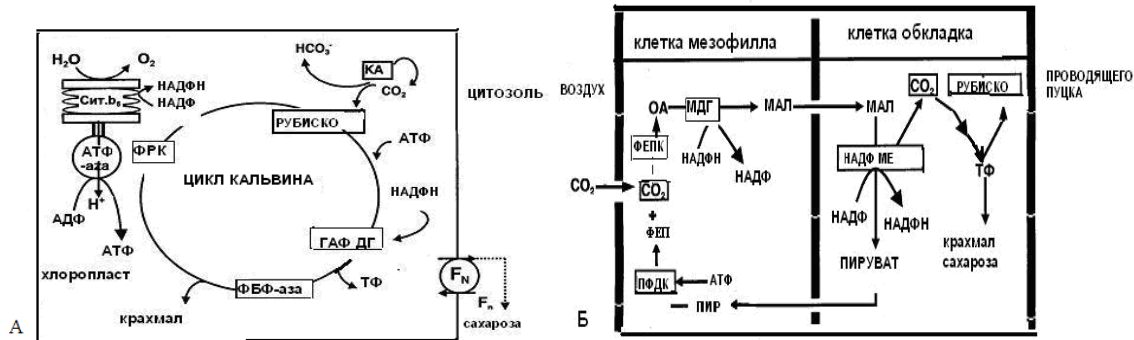 H₂O
O₂
Сит.b₆
НАДФН
НАДФ
АТФ
-аза
H⁺
АДФ
АТФ
хлоропласт
ФРК
HCO₃⁻
КА
CO₂
РУБИСКО
АТФ
НАДФН
ЦИКЛ КАЛЬВИНА
ГАФ ДГ
ТФ
ФБФ-аза
крахмал
Fₙ
сахароза
FN
ЦИТОЗОЛЬ
А
клетка мезофилла
клетка обкладка
ВОЗДУХ
ПРОВОДЯЩЕГО
ПУЦКА
CO₂
ОА
МДГ
МАЛ
МАЛ
ФЕПК
НАДФН
НАДФ
CO₂
+
ФЕП
ПФДК
АТФ
ПИР
CO₂
РУБИСКО
НАДФ МЕ
ТФ
НАДФ
НАДФН
ПИРУВАТ
крахмал
сахароза
Б